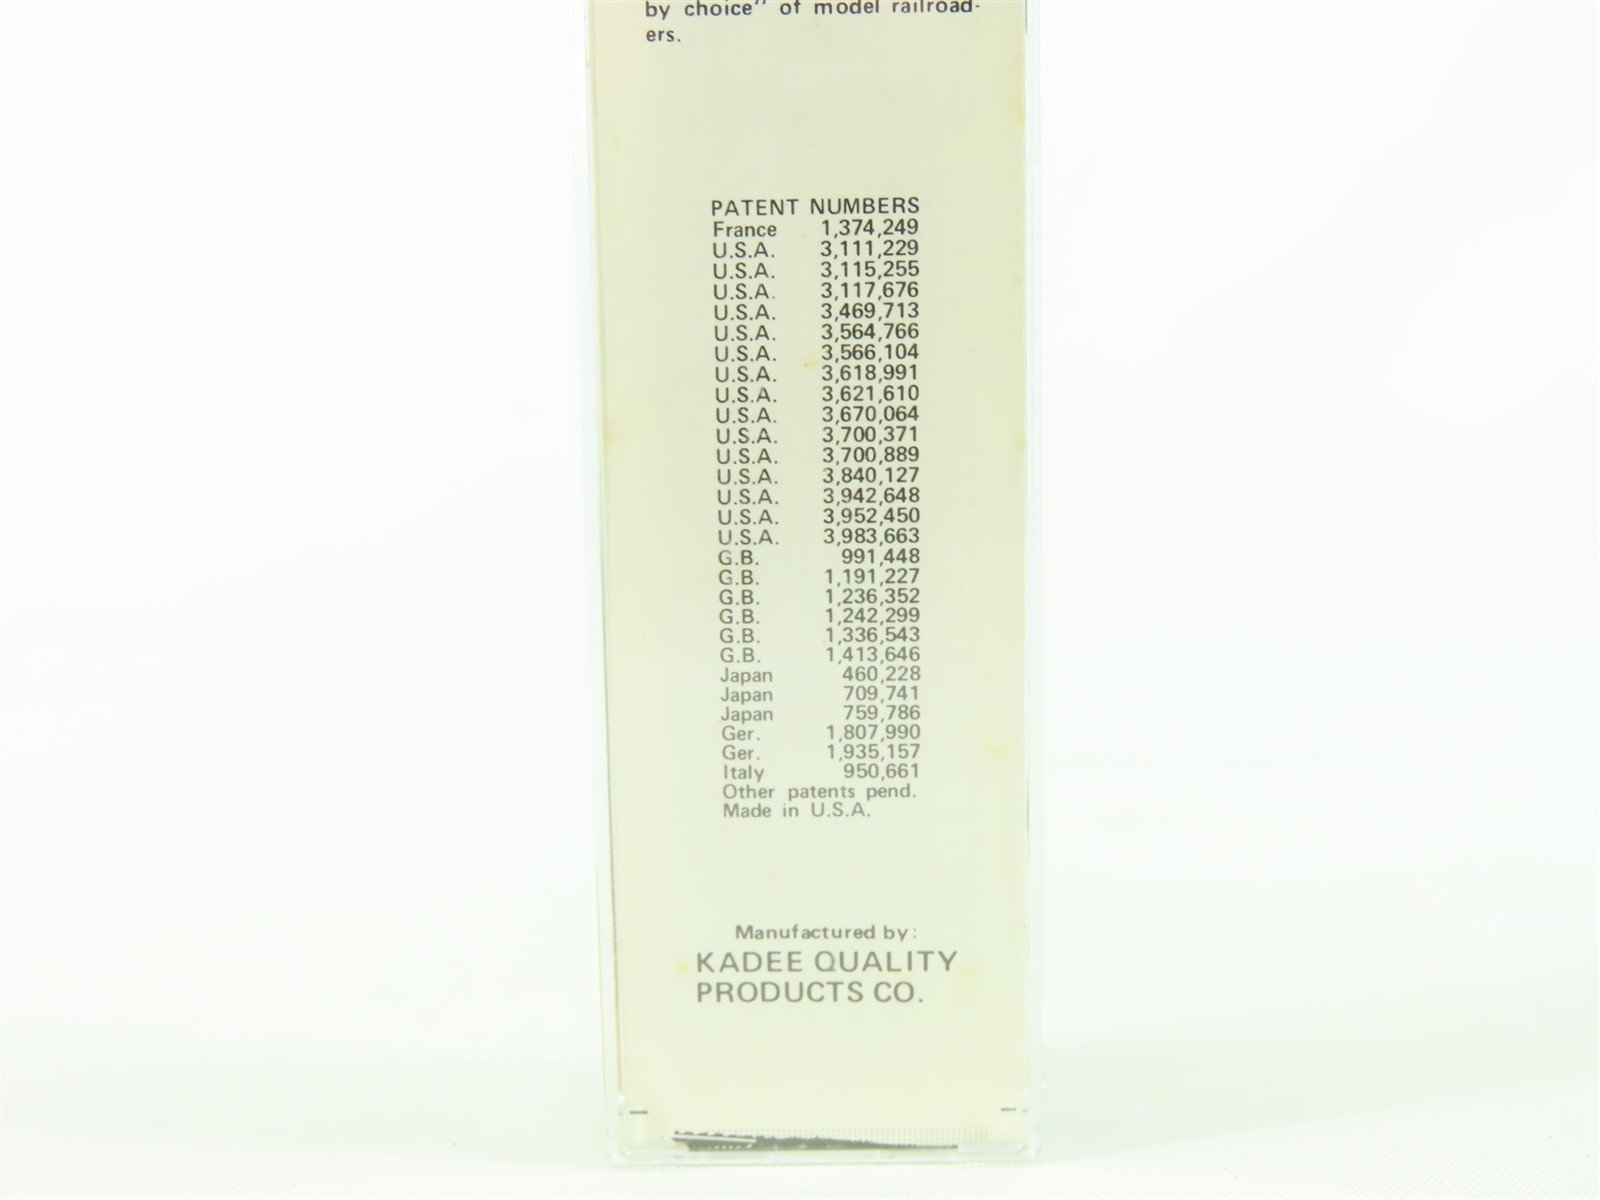 by choice" of model railroad-
ers.
PATENT NUMBERS
France 1,374,249
U.S.A. 3,111,229
U.S.A. 3,115,255
U.S.A. 3,117,676
U.S.A. 3,469,713
U.S.A. 3,564,766
U.S.A. 3,566,104
U.S.A. 3,618,991
U.S.A. 3,621,610
U.S.A. 3,670,064
U.S.A. 3,700,371
U.S.A. 3,700,889
U.S.A. 3,840,127
U.S.A. 3,942,648
U.S.A. 3,952,450
U.S.A. 3,983,663
G.B. 991,448
G.B. 1,191,227
G.B. 1,236,352
G.B. 1,242,299
G.B. 1,336,543
G.B. 1,413,646
Japan 460,228
Japan 709,741
Japan 759,786
Ger. 1,807,990
Ger. 1,935,157
Italy 950,661
Other patents pend.
Made in U.S.A.
Manufactured by:
KADEE QUALITY
PRODUCTS CO.